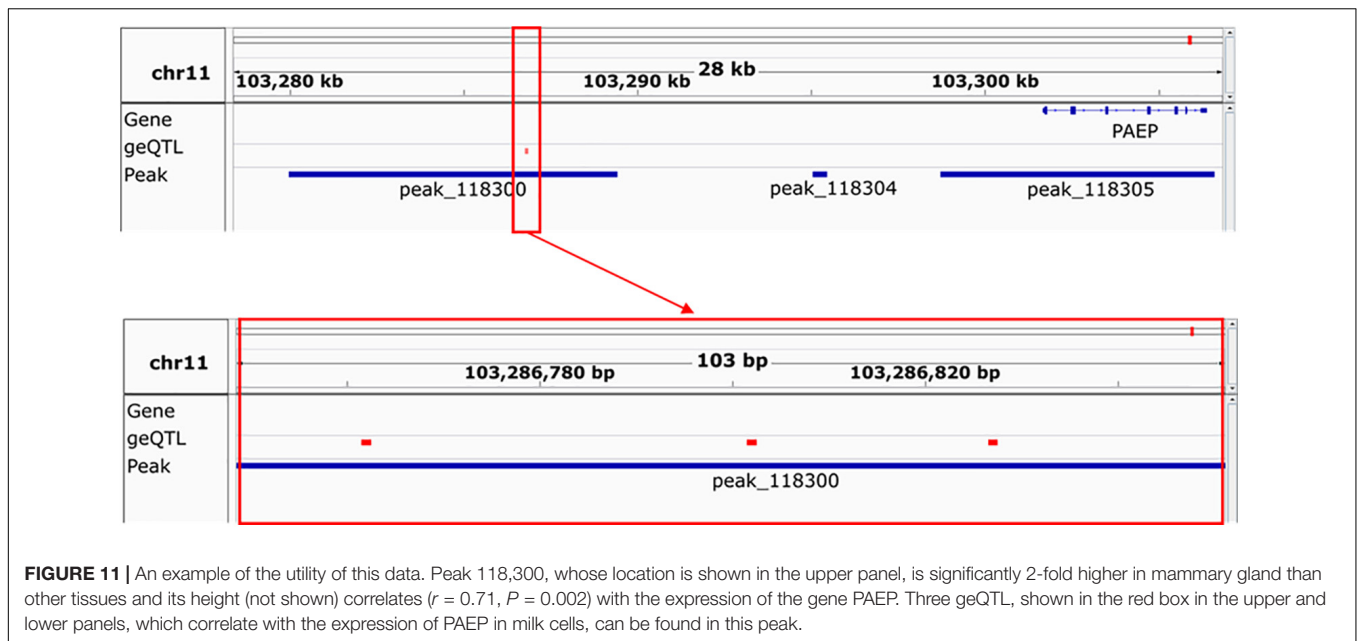 chr11
28 kb
103,280 kb 103,290 kb 103,300 kb
Gene
PAEP
geQTL
Peak
peak_118300 peak_118304 peak_118305
chr11
103 bp
103,286,780 bp 103,286,820 bp
Gene
geQTL
Peak
peak_118300
FIGURE 11 | An example of the utility of this data. Peak 118,300, whose location is shown in the upper panel, is significantly 2-fold higher in mammary gland than
other tissues and its height (not shown) correlates (r = 0.71, P = 0.002) with the expression of the gene PAEP. Three geQTL, shown in the red box in the upper and
lower panels, which correlate with the expression of PAEP in milk cells, can be found in this peak.